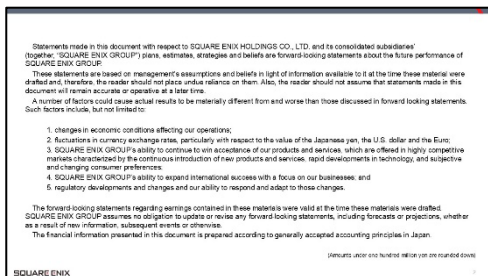 Statements made in this document with respect to SQUARE ENIX HOLDINGS CO., LTD. and its consolidated subsidiaries'
(together, "SQUARE ENIX GROUP") plans, estimates, strategies and beliefs are forward-looking statements about the future performance of
SQUARE ENIX GROUP.
These statements are based on management's assumptions and beliefs in light of information available to it at the time these material were
drafted and, therefore, the reader should not place undue reliance on them. Also, the reader should not assume that statements made in this
document will remain accurate or operative at a later time.
A number of factors could cause actual results to be materially different from and worse than those discussed in forward-looking statements.
Such factors include, but not limited to:
1. changes in economic conditions affecting our operations;
2. fluctuations in currency exchange rates, particularly with respect to the value of the Japanese yen, the U.S. dollar and the Euro;
3. SQUARE ENIX GROUP's ability to continue to win acceptance of our products and services, which are offered in highly competitive
markets characterized by the continuous introduction of new products and services, rapid developments in technology, and subjective
and changing consumer preferences;
4. SQUARE ENIX GROUP's ability to expand international success with a focus on our businesses; and
5. regulatory developments and changes and our ability to respond and adapt to those changes.
The forward-looking statements regarding earnings contained in these materials were valid at the time these materials were drafted.
SQUARE ENIX GROUP assumes no obligation to update or revise any forward-looking statements, including forecasts or projections, whether
as a result of new information, subsequent events or otherwise.
The financial information presented in this document is prepared according to generally accepted accounting principles in Japan.
(Amounts under one hundred million yen are rounded down)
SQUARE ENIX